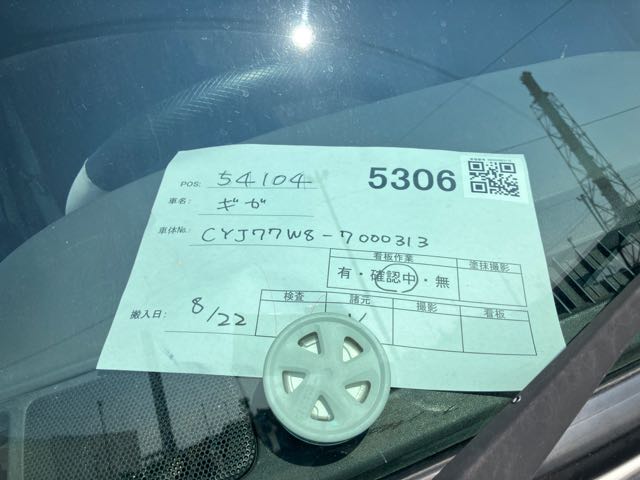 POS: 54104 5306
車名: ギガ
車体No. CYJ77W8-7000313
看板作業 塗抹撮影
有・確認中・無
搬入日: 8/22 検査 諸元 撮影 看板